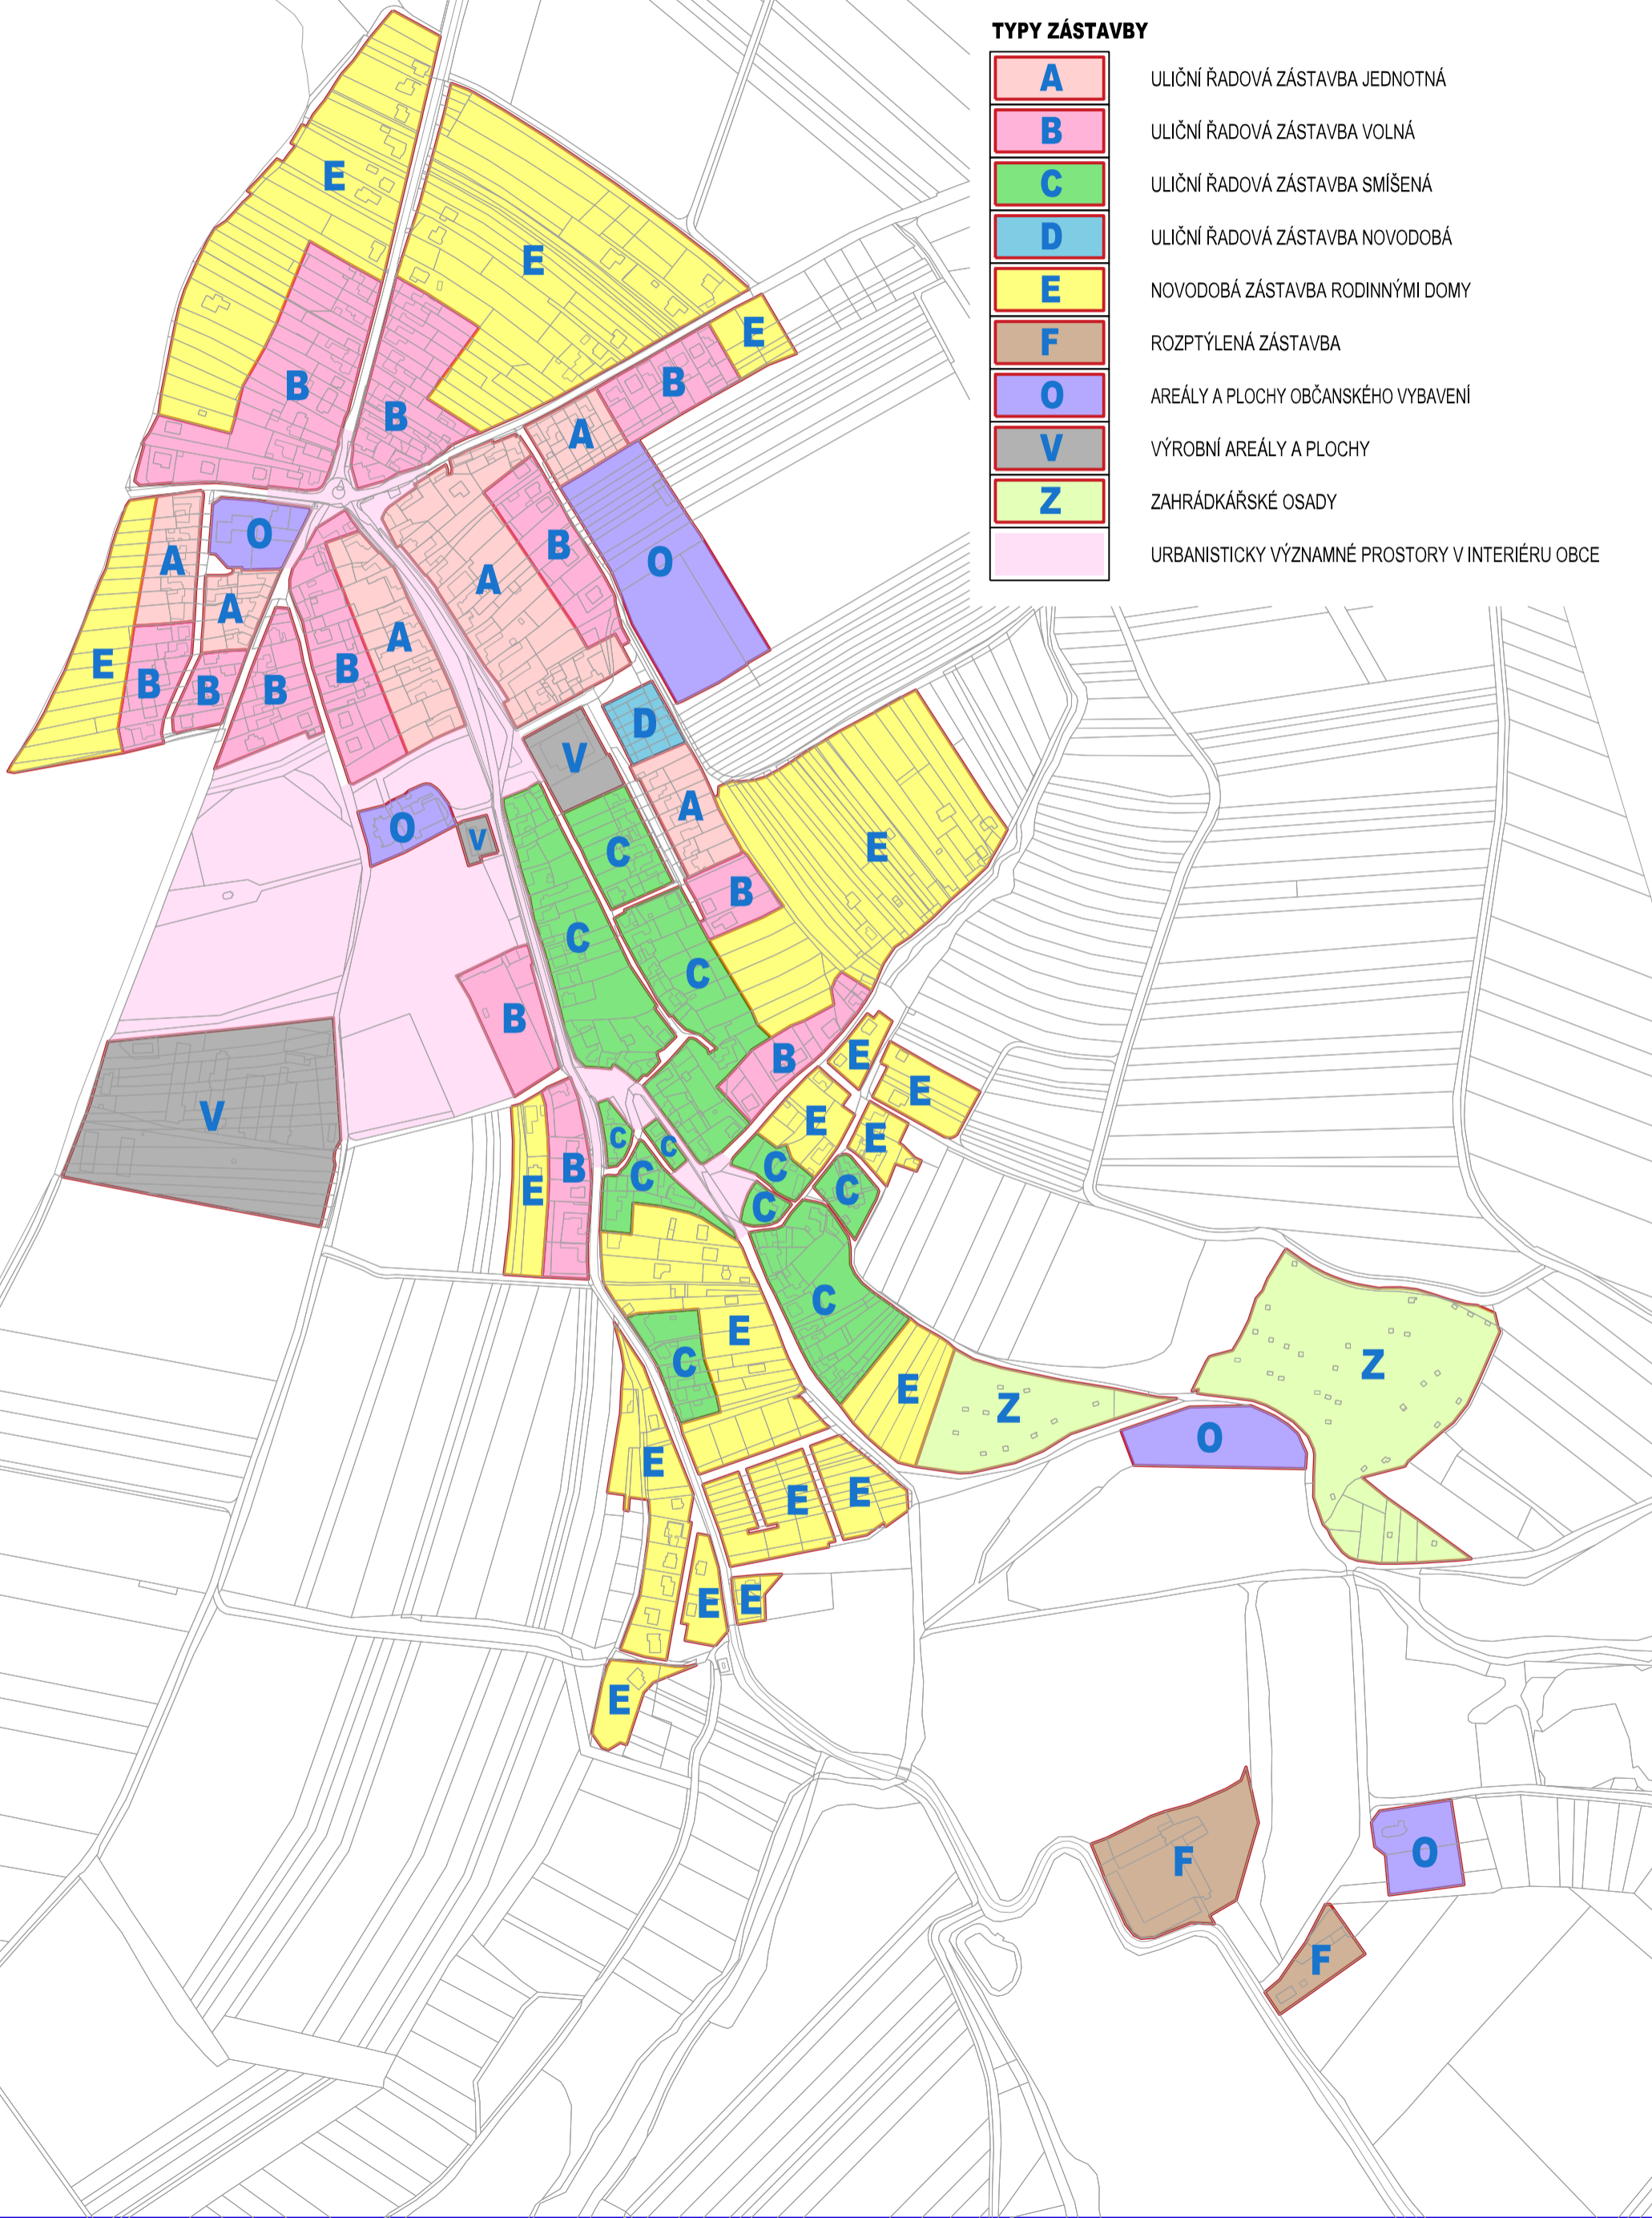 TYPY ZÁSTAVBY
A ULIČNÍ ŘADOVÁ ZÁSTAVBA JEDNOTNÁ
B ULIČNÍ ŘADOVÁ ZÁSTAVBA VOLNÁ
C ULIČNÍ ŘADOVÁ ZÁSTAVBA SMÍŠENÁ
D ULIČNÍ ŘADOVÁ ZÁSTAVBA NOVODOBÁ
E NOVODOBÁ ZÁSTAVBA RODINNÝMI DOMY
F ROZPTÝLENÁ ZÁSTAVBA
O AREÁLY A PLOCHY OBČANSKÉHO VYBAVENÍ
V VÝROBNÍ AREÁLY A PLOCHY
Z ZAHRÁDKÁŘSKÉ OSADY
URBANISTICKY VÝZNAMNÉ PROSTORY V INTERIÉRU OBCE
E
E
E
B
B
B
A
O
B
A
O
A
A
A
B
E
B
B
B
D
V
A
O
V
E
C
B
C
C
B
B
E
E
V
E
E
C
C
B
C
C
E
C
C
C
E
C
Z
E
Z
O
E
E
E
E
E
E
O
F
F